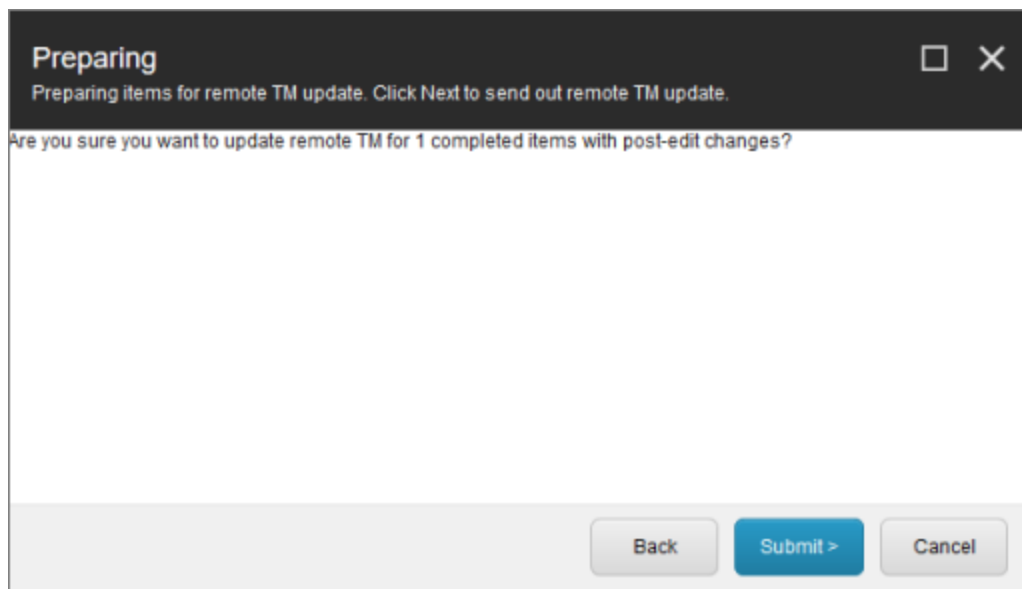 Preparing
Preparing items for remote TM update. Click Next to send out remote TM update.
Are you sure you want to update remote TM for 1 completed items with post-edit changes?
Back
Submit >
Cancel